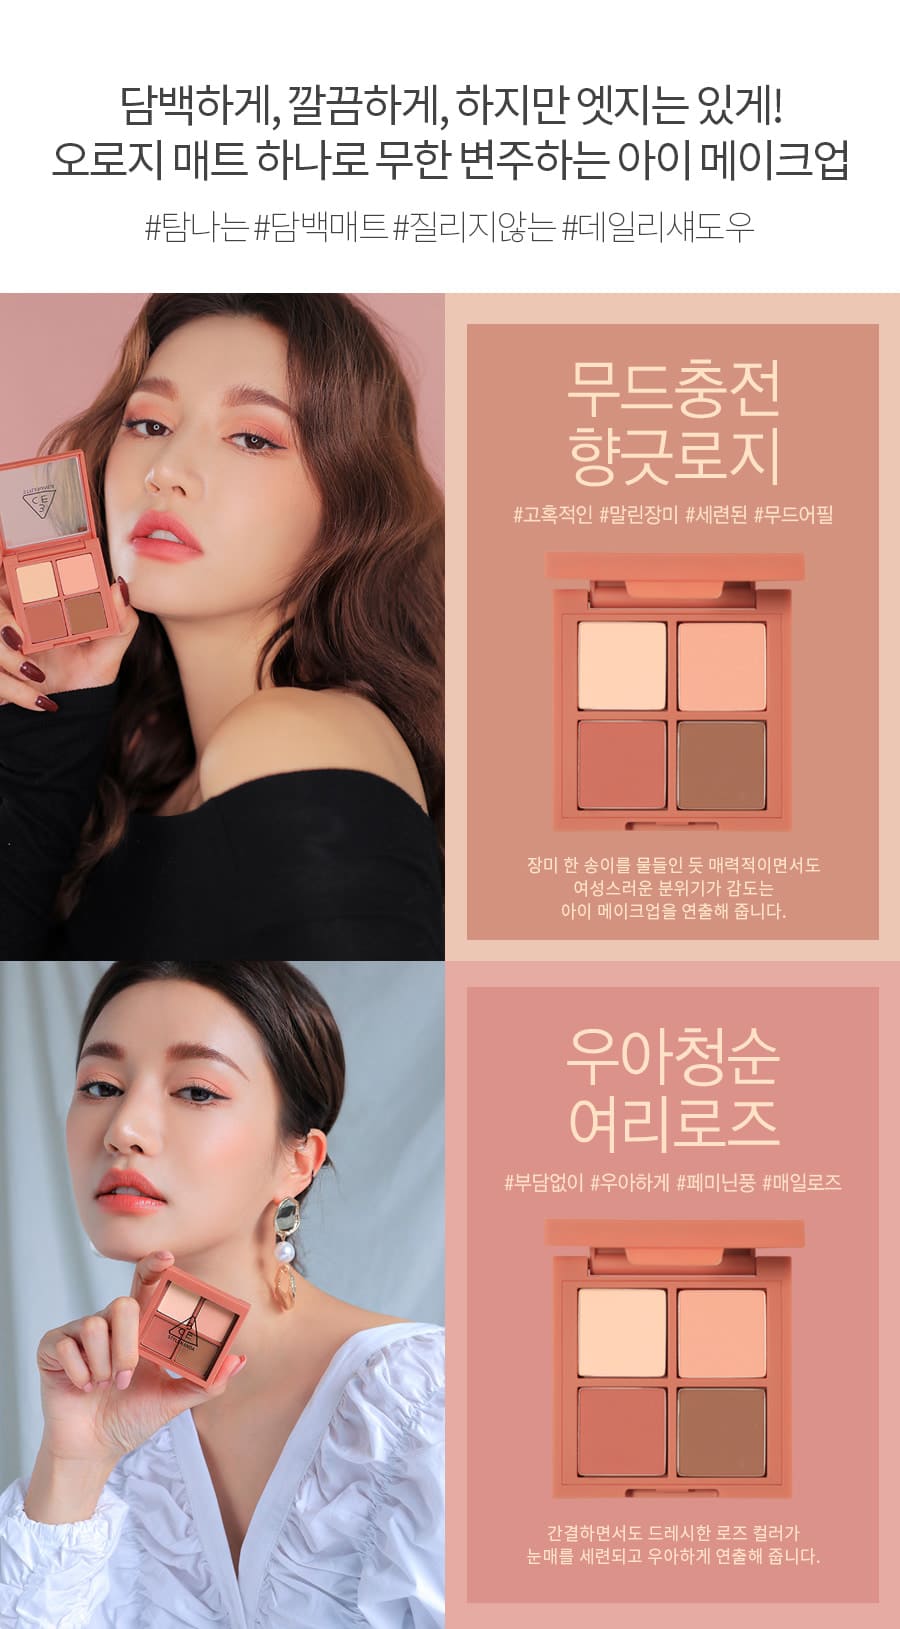 담백하게, 깔끔하게, 하지만 엣지는 있게!
오로지 매트 하나로 무한 변주하는 아이 메이크업
#탐나는 #담백매트 #질리지않는 #데일리섀도우
무드충전
향긋로지
#고혹적인 #말린장미 #세련된 #무드어필
3CE
장미 한 송이를 물들인 듯 매력적이면서도
여성스러운 분위기가 감도는
아이 메이크업을 연출해 줍니다.
우아청순
여리로즈
#부담없이 #우아하게 #페미닌풍 #매일로즈
3CE
STYLENANDA
간결하면서도 드레시한 로즈 컬러가
눈매를 세련되고 우아하게 연출해 줍니다.